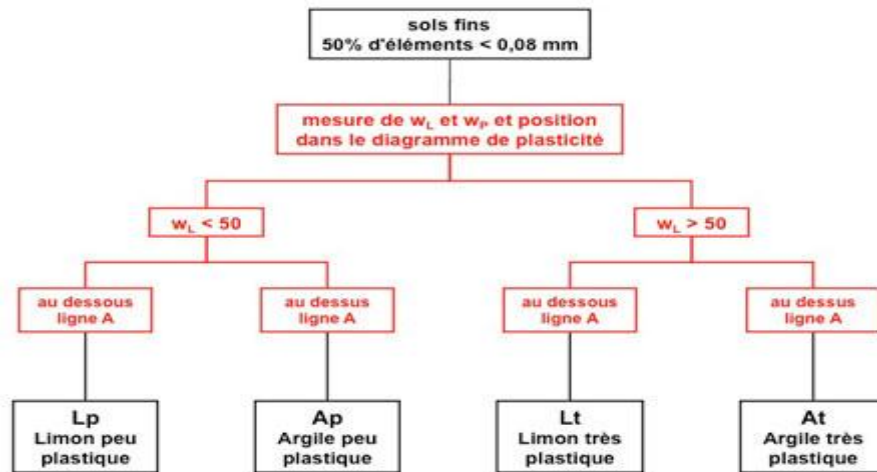 sols fins
50% d'éléments < 0,08 mm
mesure de wL et wP et position
dans le diagramme de plasticité
wL < 50
wL > 50
au dessous
ligne A
au dessus
ligne A
au dessous
ligne A
au dessus
ligne A
Lp
Limon peu
plastique
Ap
Argile peu
plastique
Lt
Limon très
plastique
At
Argile très
plastique